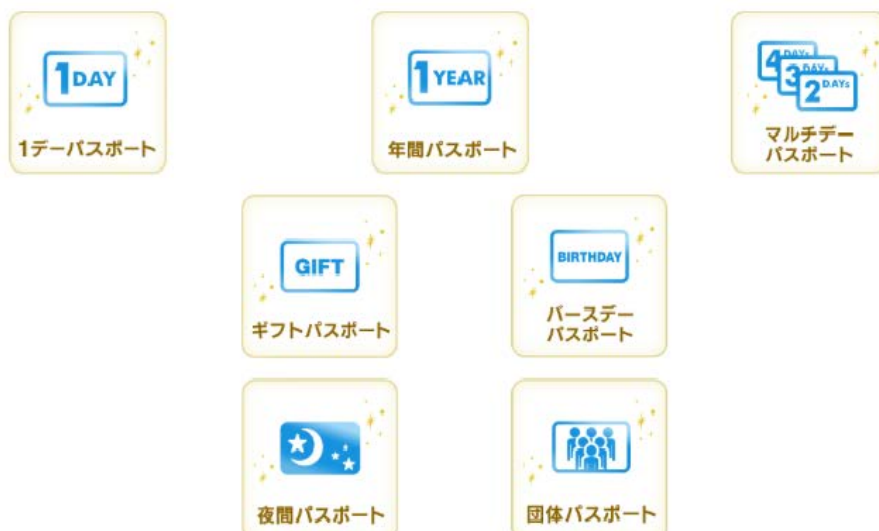 1DAY
1デーパスポート
1YEAR
年間パスポート
4DAYs
3DAYs
2DAYs
マルチデー
パスポート
GIFT
ギフトパスポート
BIRTHDAY
バースデー
パスポート
夜間パスポート
団体パスポート